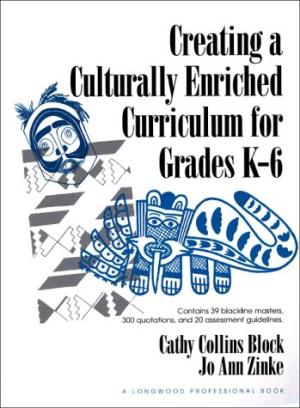 Creating a
Culturally Enriched
Curriculum for
Grades K–6
Contains 39 blackline masters,
300 quotations, and 20 assessment guidelines.
Cathy Collins Block
Jo Ann Zinke
A LONGWOOD PROFESSIONAL BOOK